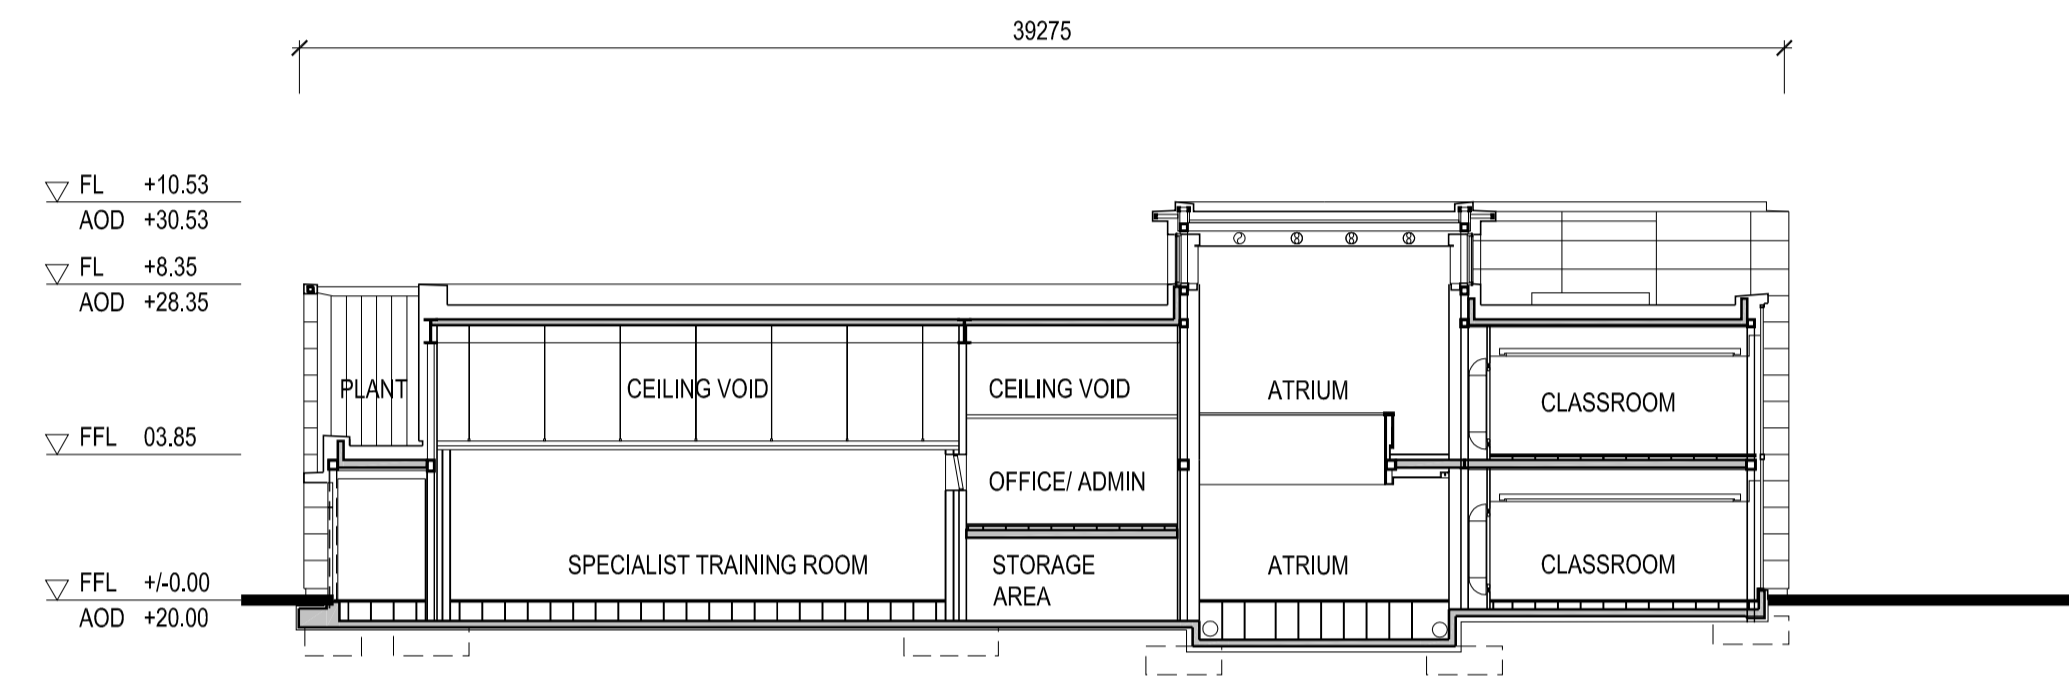 39275
FL +10.53
AOD +30.53
FL +8.35
AOD +28.35
PLANT
CEILING VOID
CEILING VOID
ATRIUM
CLASSROOM
FFL 03.85
OFFICE/ ADMIN
SPECIALIST TRAINING ROOM
STORAGE
AREA
ATRIUM
CLASSROOM
FFL +/-0.00
AOD +20.00